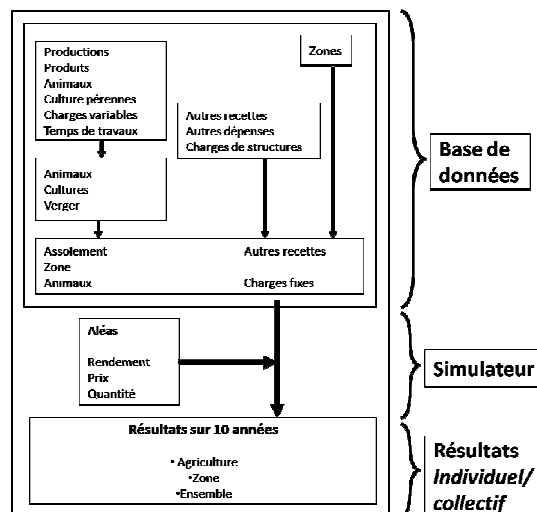 Productions
Produits
Animaux
Culture pérennes
Charges variables
Temps de travaux
Zones
Autres recettes
Autres dépenses
Charges de structures
Animaux
Cultures
Verger
Base de
données
Assolement
Autres recettes
Zone
Animaux
Charges fixes
Aléas
Rendement
Prix
Quantité
Simulateur
Résultats sur 10 années
• Agriculture
•Zone
•Ensemble
Résultats
Individuel/
collectif